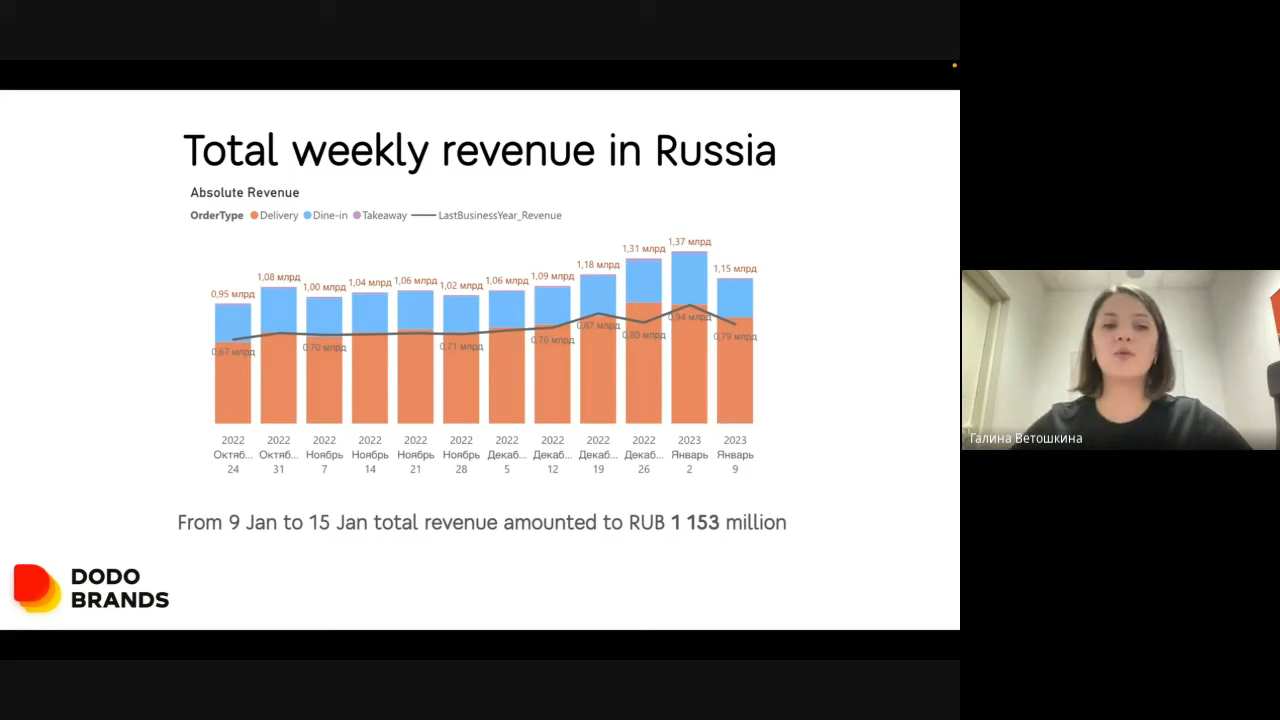 Total weekly revenue in Russia
Absolute Revenue
OrderType Delivery Dine-in Takeaway LastBusinessYear_Revenue
0,95 млрд 1,08 млрд 1,00 млрд 1,04 млрд 1,06 млрд 1,02 млрд 1,06 млрд 1,09 млрд 1,18 млрд 1,31 млрд 1,37 млрд 1,15 млрд
0,67 млрд 0,70 млрд 0,71 млрд 0,76 млрд 0,87 млрд 0,80 млрд 0,94 млрд 0,79 млрд
2022 2022 2022 2022 2022 2022 2022 2022 2022 2022 2023 2023
Октяб... Октяб... Ноябрь Ноябрь Ноябрь Ноябрь Декаб... Декаб... Декаб... Декаб... Январь Январь
24 31 7 14 21 28 5 12 19 26 2 9
From 9 Jan to 15 Jan total revenue amounted to RUB 1 153 million
DODO
BRANDS
Галина Ветошкина